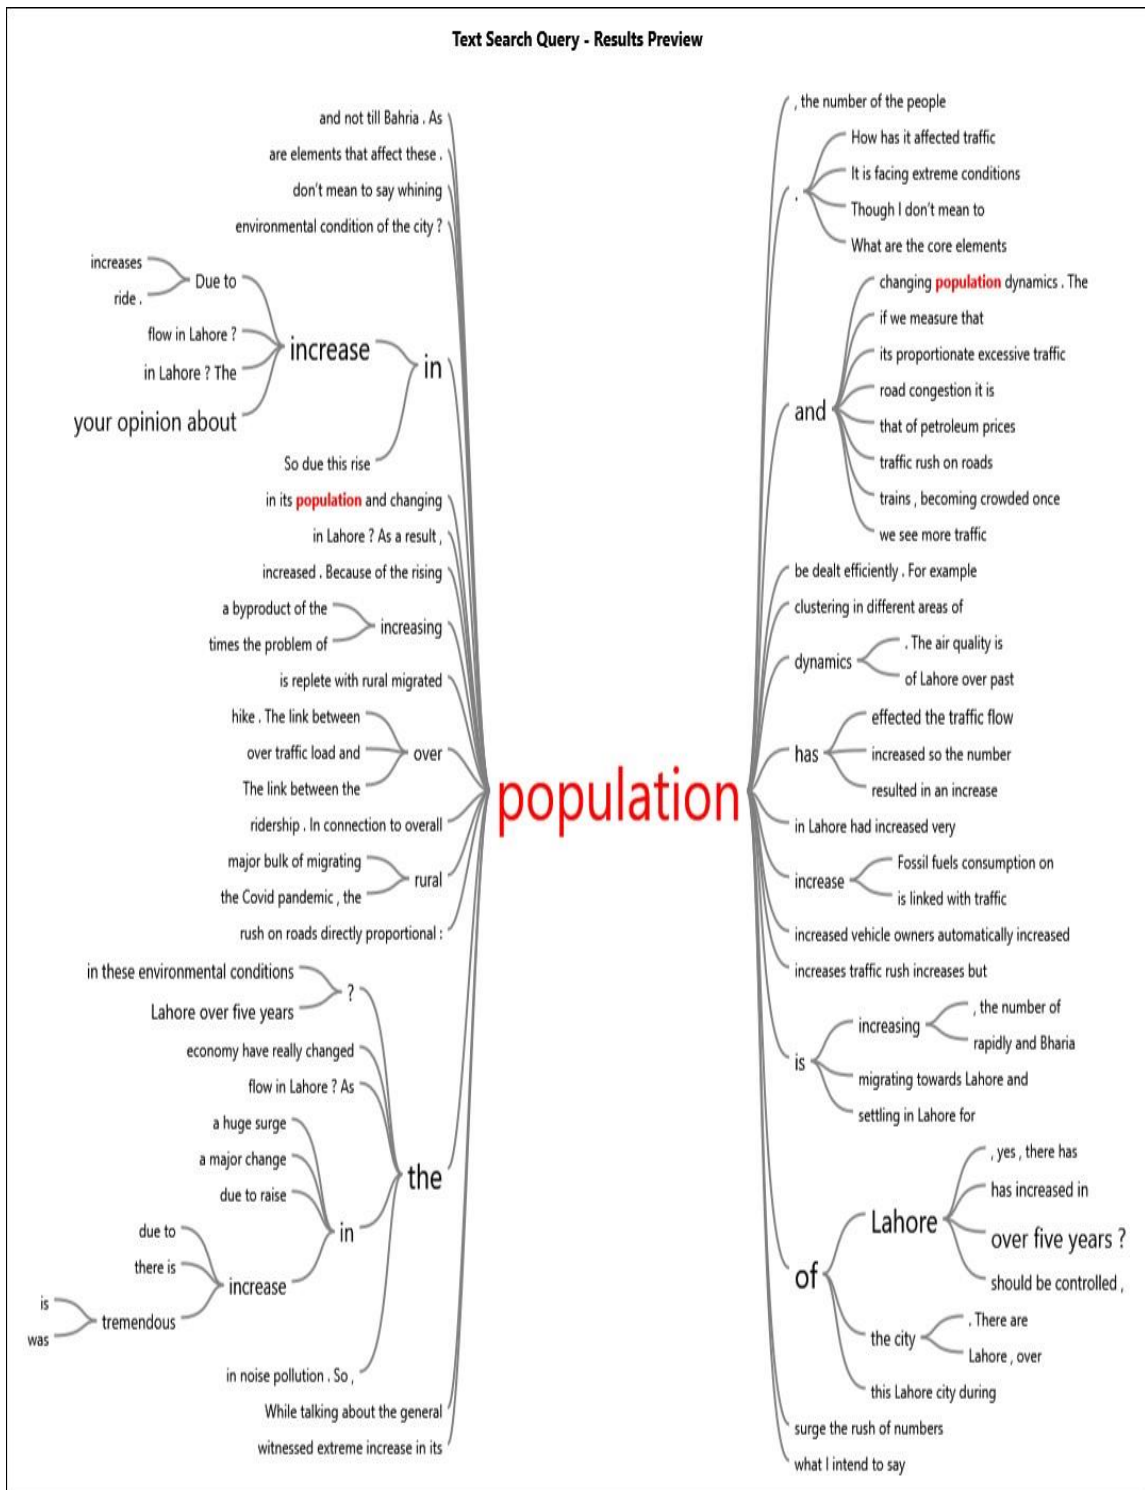 Text Search Query - Results Preview
and not till Bahria . As
are elements that affect these .
don't mean to say whining
environmental condition of the city ?
increases
ride .
Due to
flow in Lahore ?
in Lahore ? The
your opinion about
increase
So due this rise
in
in its population and changing
in Lahore ? As a result ,
increased . Because of the rising
a byproduct of the
times the problem of
increasing
is replete with rural migrated
hike . The link between
over traffic load and
The link between the
over
ridership . In connection to overall
major bulk of migrating
the Covid pandemic , the
rural
rush on roads directly proportional :
in these environmental conditions
Lahore over five years
?
economy have really changed
flow in Lahore ? As
a huge surge
a major change
due to raise
due to
there is
is
was
tremendous
increase
in
in noise pollution . So ,
the
While talking about the general
witnessed extreme increase in its
population
, the number of the people
.
How has it affected traffic
It is facing extreme conditions
Though I don't mean to
What are the core elements
and
changing population dynamics . The
if we measure that
its proportionate excessive traffic
road congestion it is
that of petroleum prices
traffic rush on roads
trains , becoming crowded once
we see more traffic
be dealt efficiently . For example
clustering in different areas of
dynamics
. The air quality is
of Lahore over past
has
effected the traffic flow
increased so the number
resulted in an increase
in Lahore had increased very
increase
Fossil fuels consumption on
is linked with traffic
increased vehicle owners automatically increased
increases traffic rush increases but
is
increasing
, the number of
rapidly and Bharia
migrating towards Lahore and
settling in Lahore for
of
Lahore
, yes , there has
has increased in
over five years ?
should be controlled ,
the city
. There are
Lahore , over
this Lahore city during
surge the rush of numbers
what I intend to say